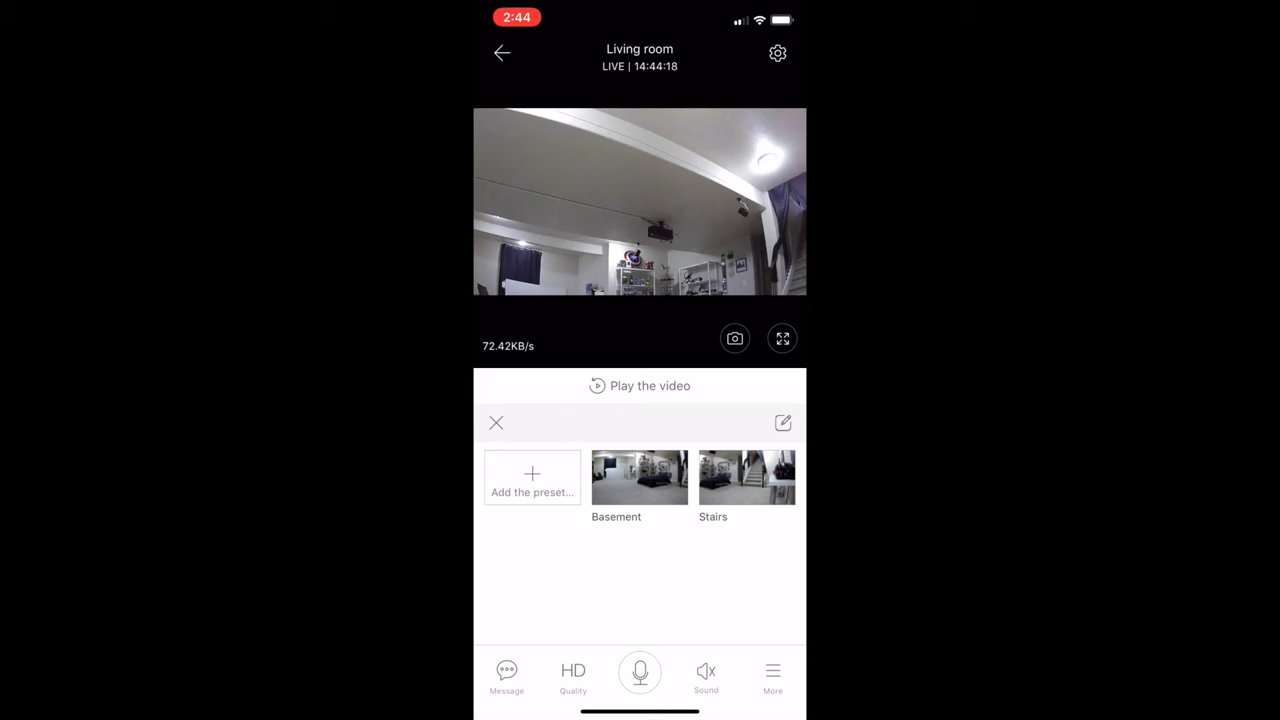 2:44
Living room
LIVE | 14:44:18
72.42KB/s
Play the video
Add the preset...
Basement
Stairs
HD
Message
Quality
Sound
More